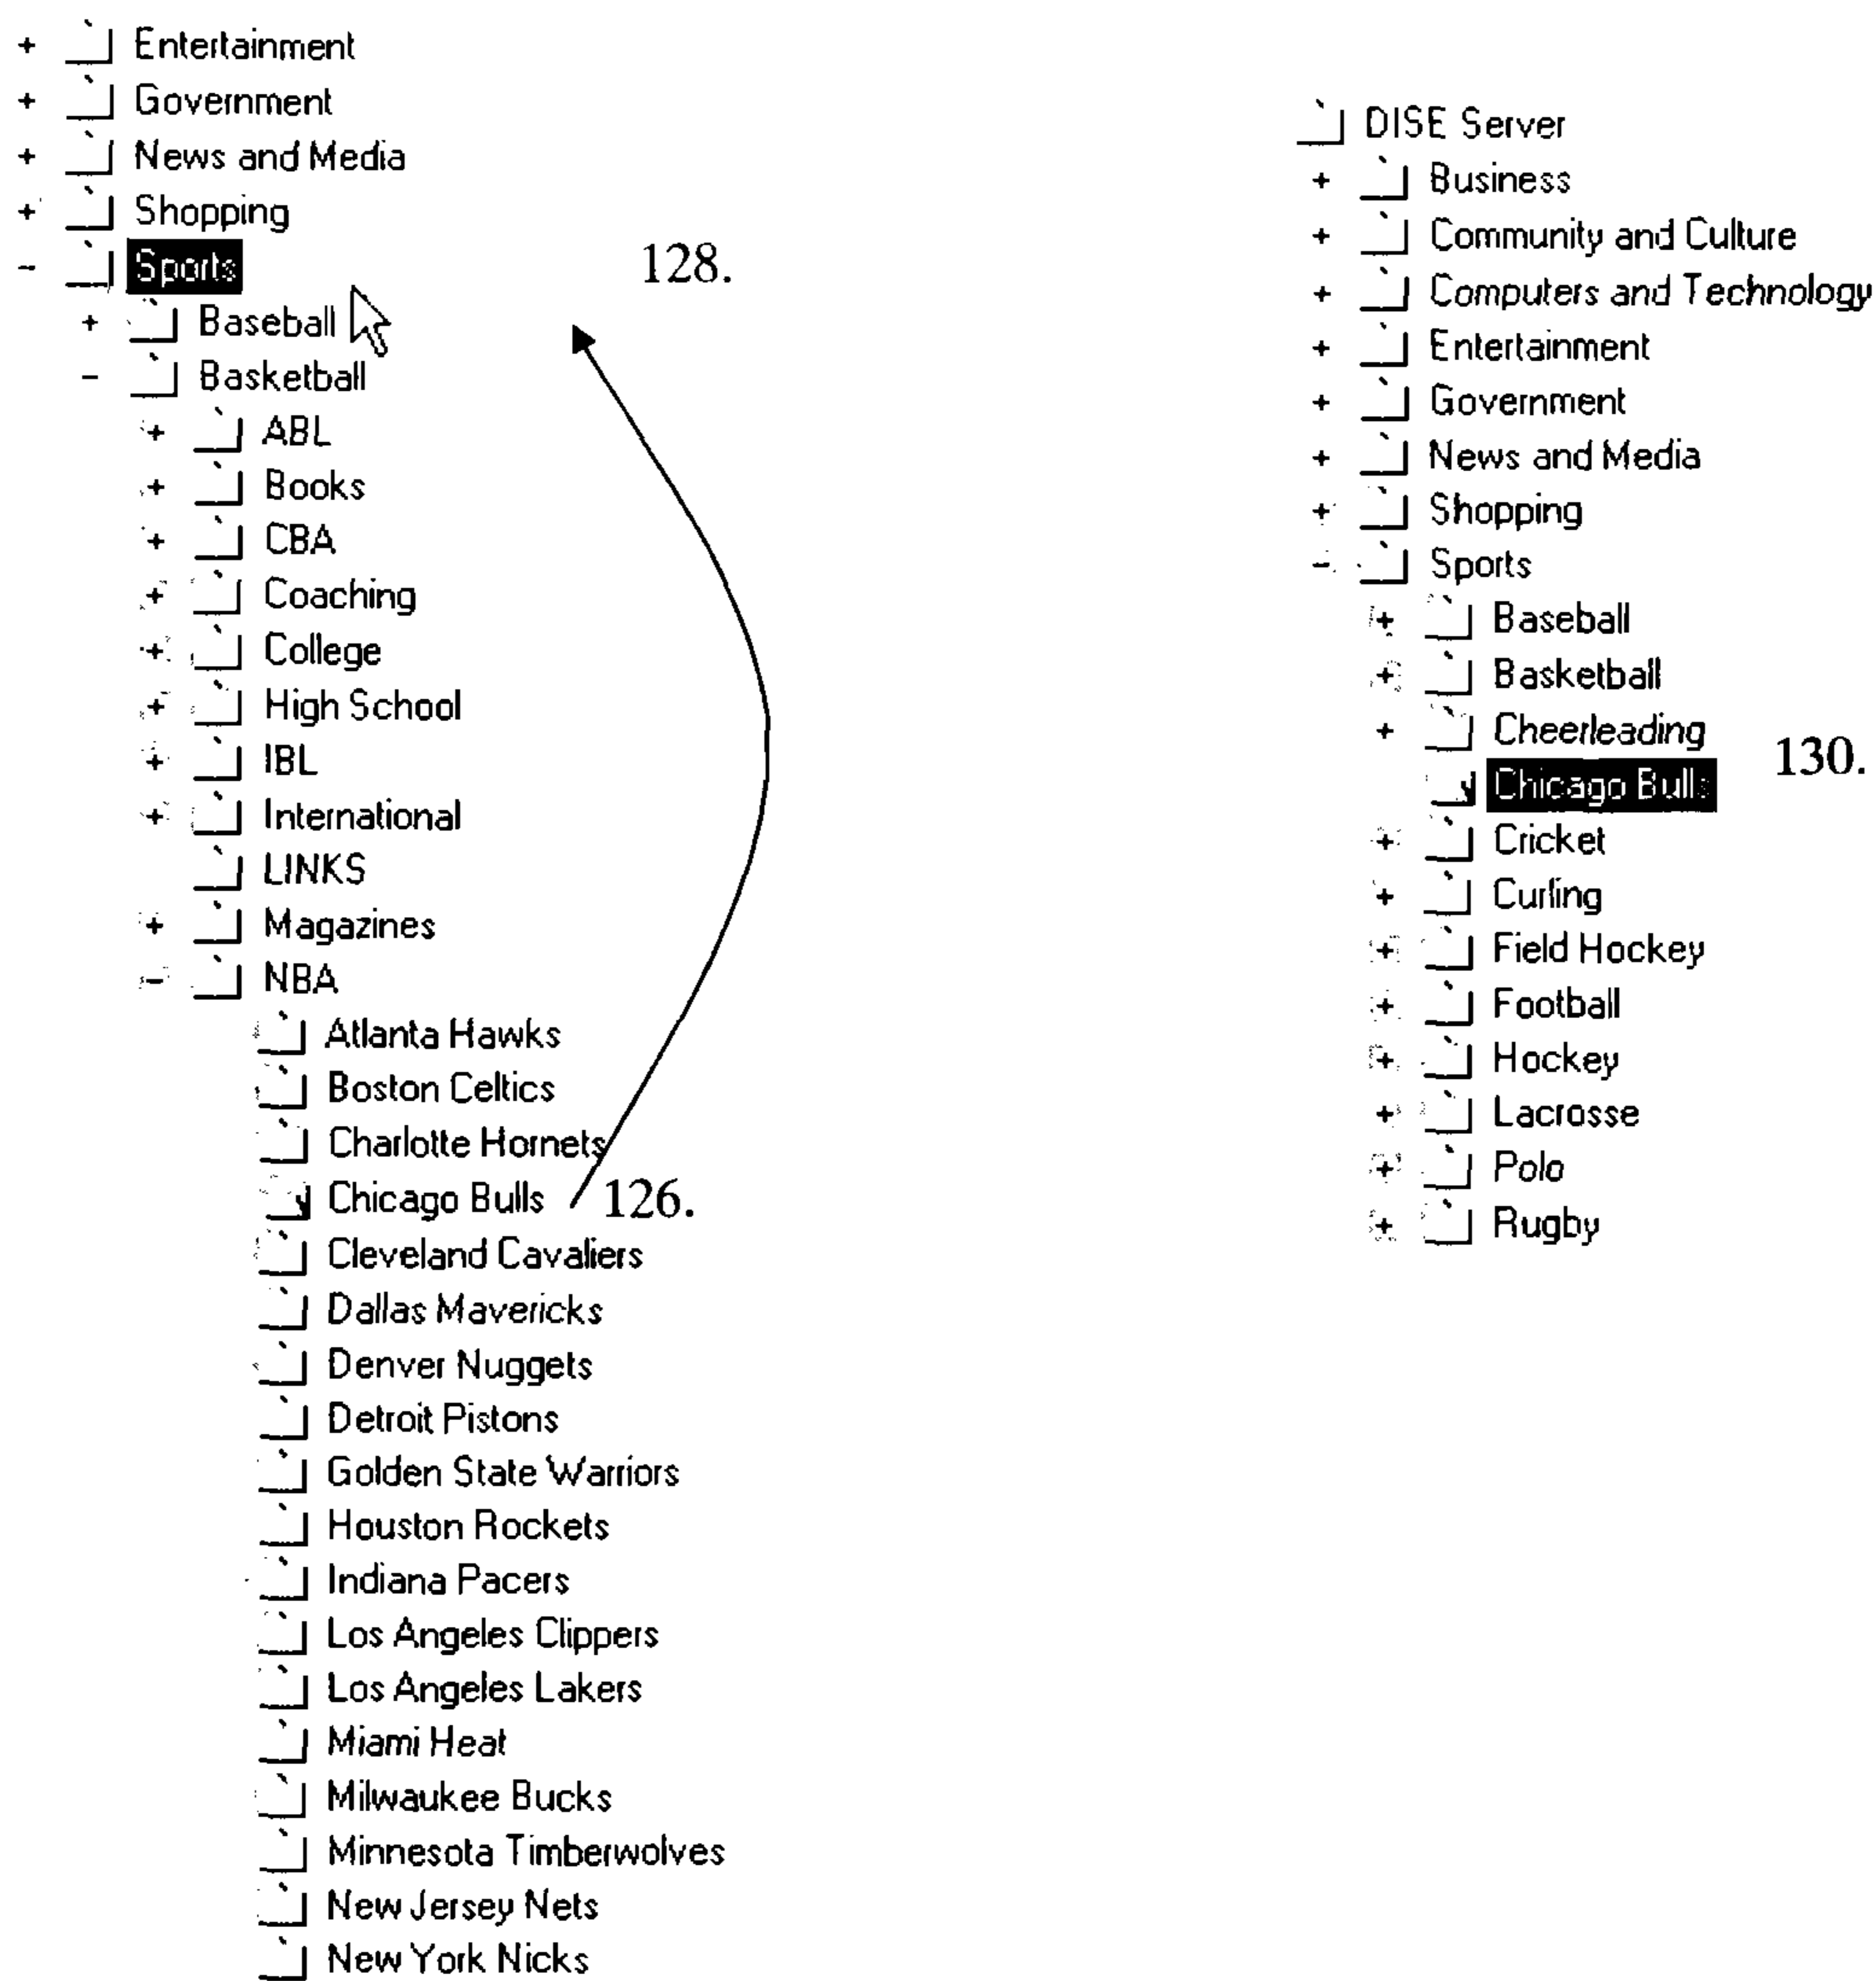 + Entertainment
+ Government
+ News and Media
+ Shopping
- Sports
128.
+ Baseball
- Basketball
+ ABL
+ Books
+ CBA
+ Coaching
+ College
+ High School
+ IBL
+ International
LINKS
+ Magazines
- NBA
Atlanta Hawks
Boston Celtics
Charlotte Hornets
Chicago Bulls 126.
Cleveland Cavaliers
Dallas Mavericks
Denver Nuggets
Detroit Pistons
Golden State Warriors
Houston Rockets
Indiana Pacers
Los Angeles Clippers
Los Angeles Lakers
Miami Heat
Milwaukee Bucks
Minnesota Timberwolves
New Jersey Nets
New York Nicks
DISE Server
+ Business
+ Community and Culture
+ Computers and Technology
+ Entertainment
+ Government
+ News and Media
+ Shopping
- Sports
+ Baseball
+ Basketball
+ Cheerleading
Chicago Bulls 130.
+ Cricket
+ Curling
+ Field Hockey
+ Football
+ Hockey
+ Lacrosse
+ Polo
+ Rugby